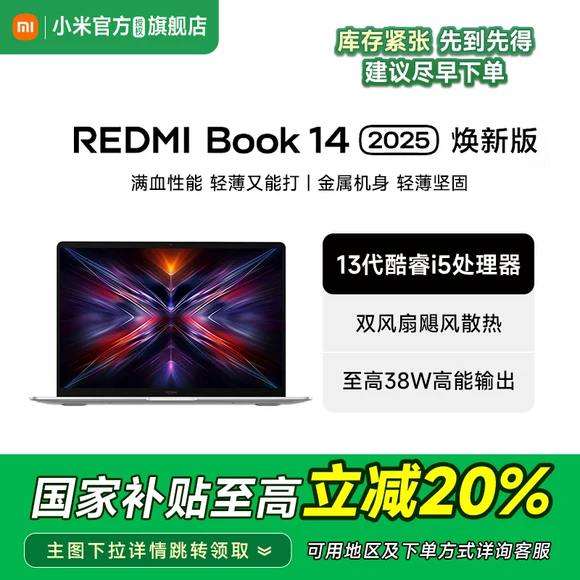 小米官方授权旗舰店
库存紧张 先到先得
建议尽早下单
REDMI Book 14 2025 焕新版
满血性能 轻薄又能打 | 金属机身 轻薄坚固
13代酷睿i5处理器
双风扇飓风散热
至高38W高能输出
国家补贴至高立减20%
主图下拉详情跳转领取
可用地区及下单方式详询客服